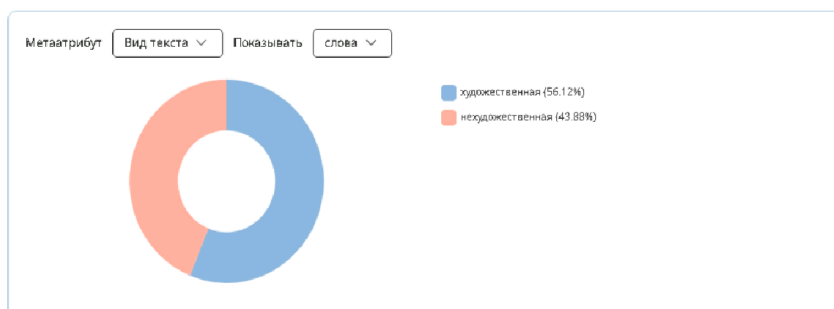 Метаатрибут Вид текста Показывать слова
художественная (56.12%)
нехудожественная (43.88%)